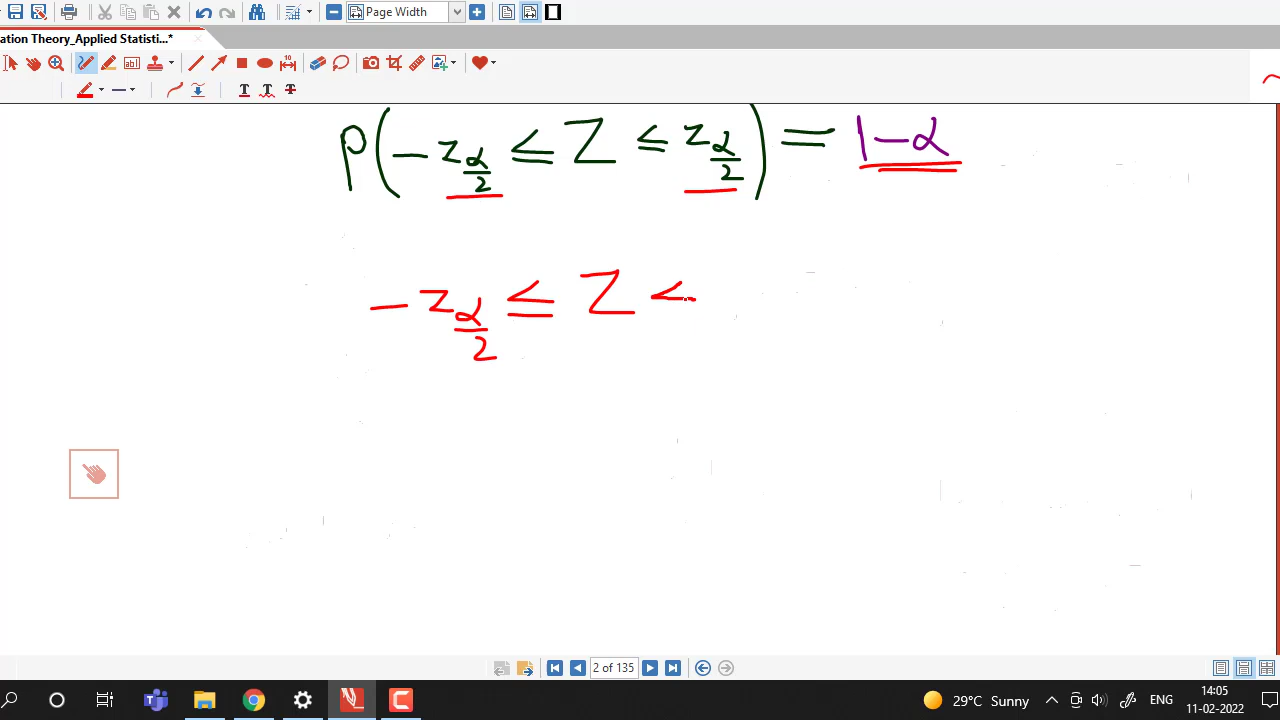 Page Width
ation Theory_Applied Statisti...*
10
T T T
P(-z_{α/2} ≤ Z ≤ z_{α/2}) = 1-α
-z_{α/2} ≤ Z <
2 of 135
29°C Sunny
ENG
14:05
11-02-2022